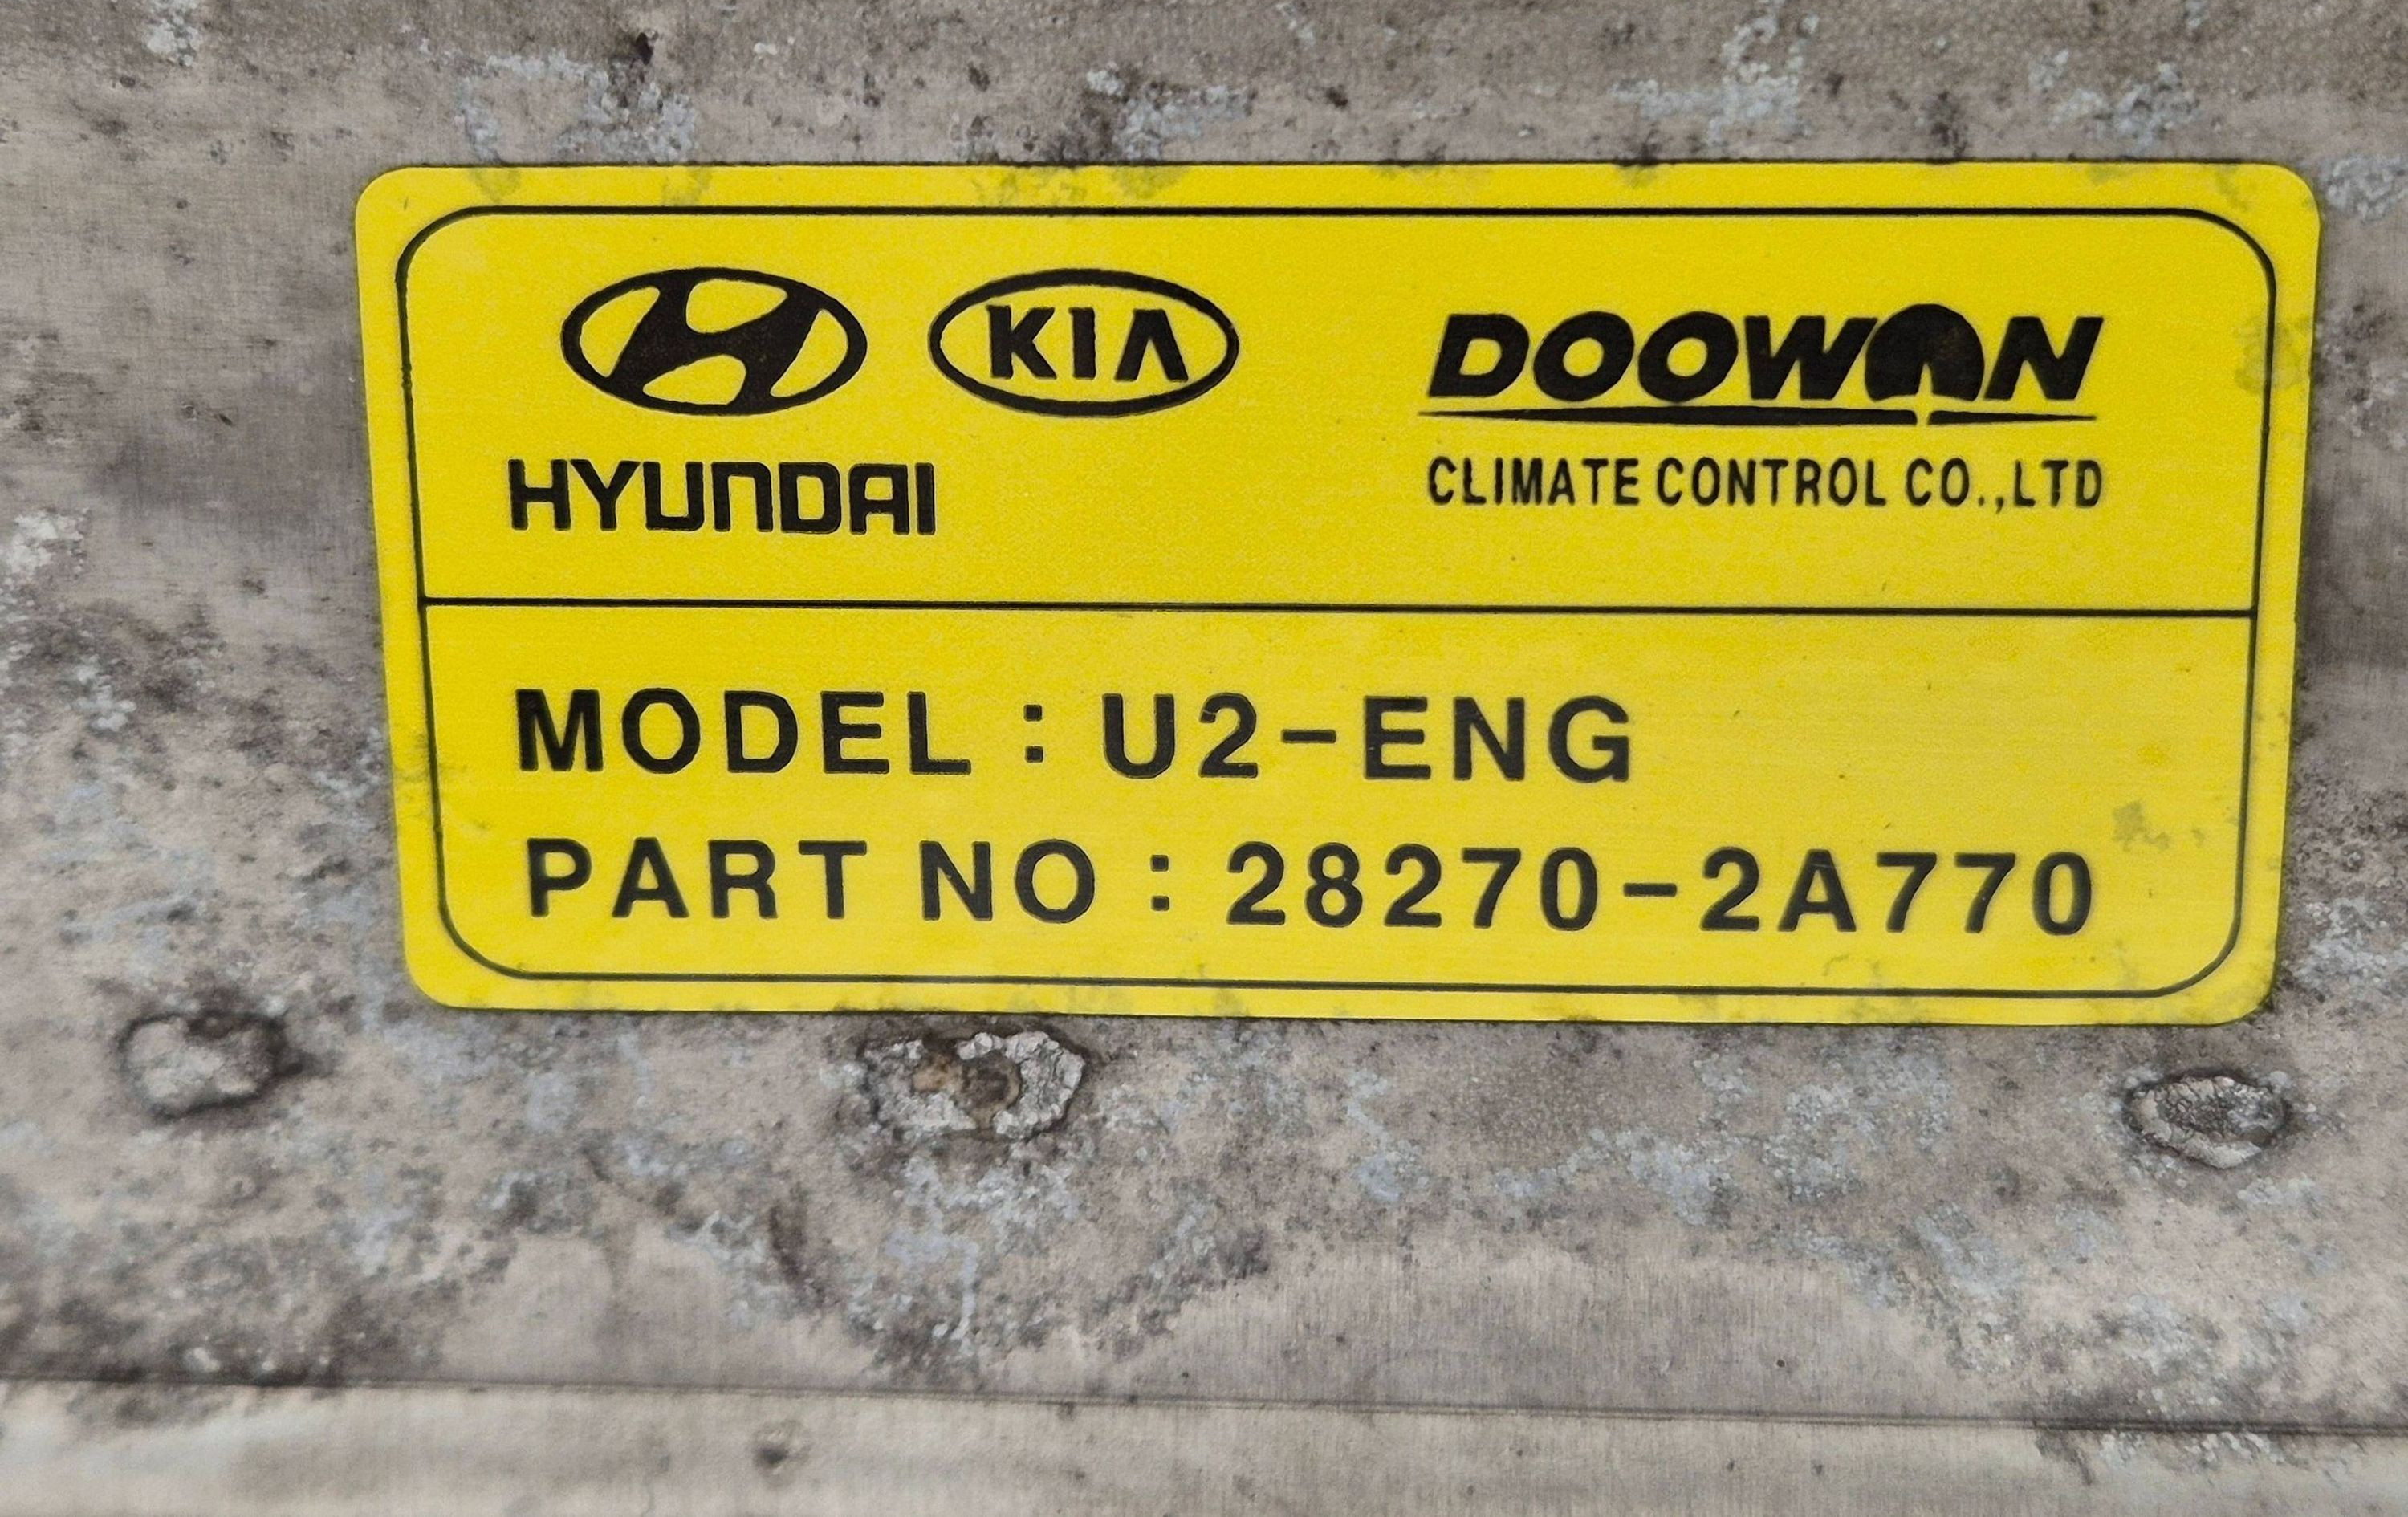 KIA
DOOWON
HYUNDAI
CLIMATE CONTROL CO.,LTD
MODEL : U2-ENG
PART NO : 28270-2A770